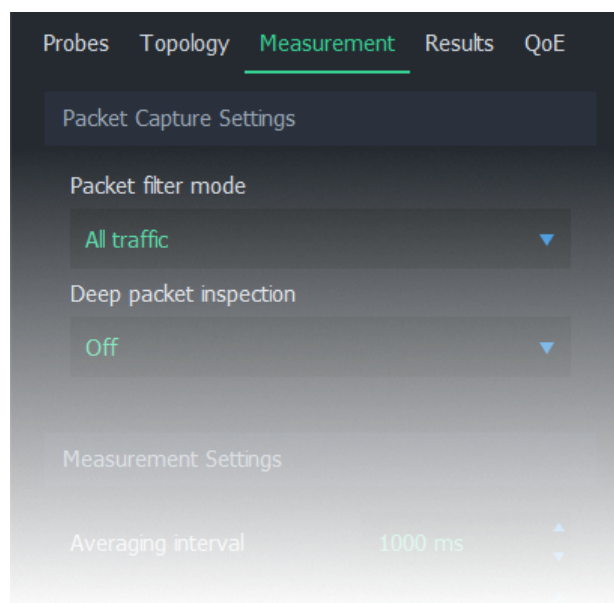 Probes Topology Measurement Results QoE
Packet Capture Settings
Packet filter mode
All traffic
Deep packet inspection
Off
Measurement Settings
Averaging interval 1000 ms